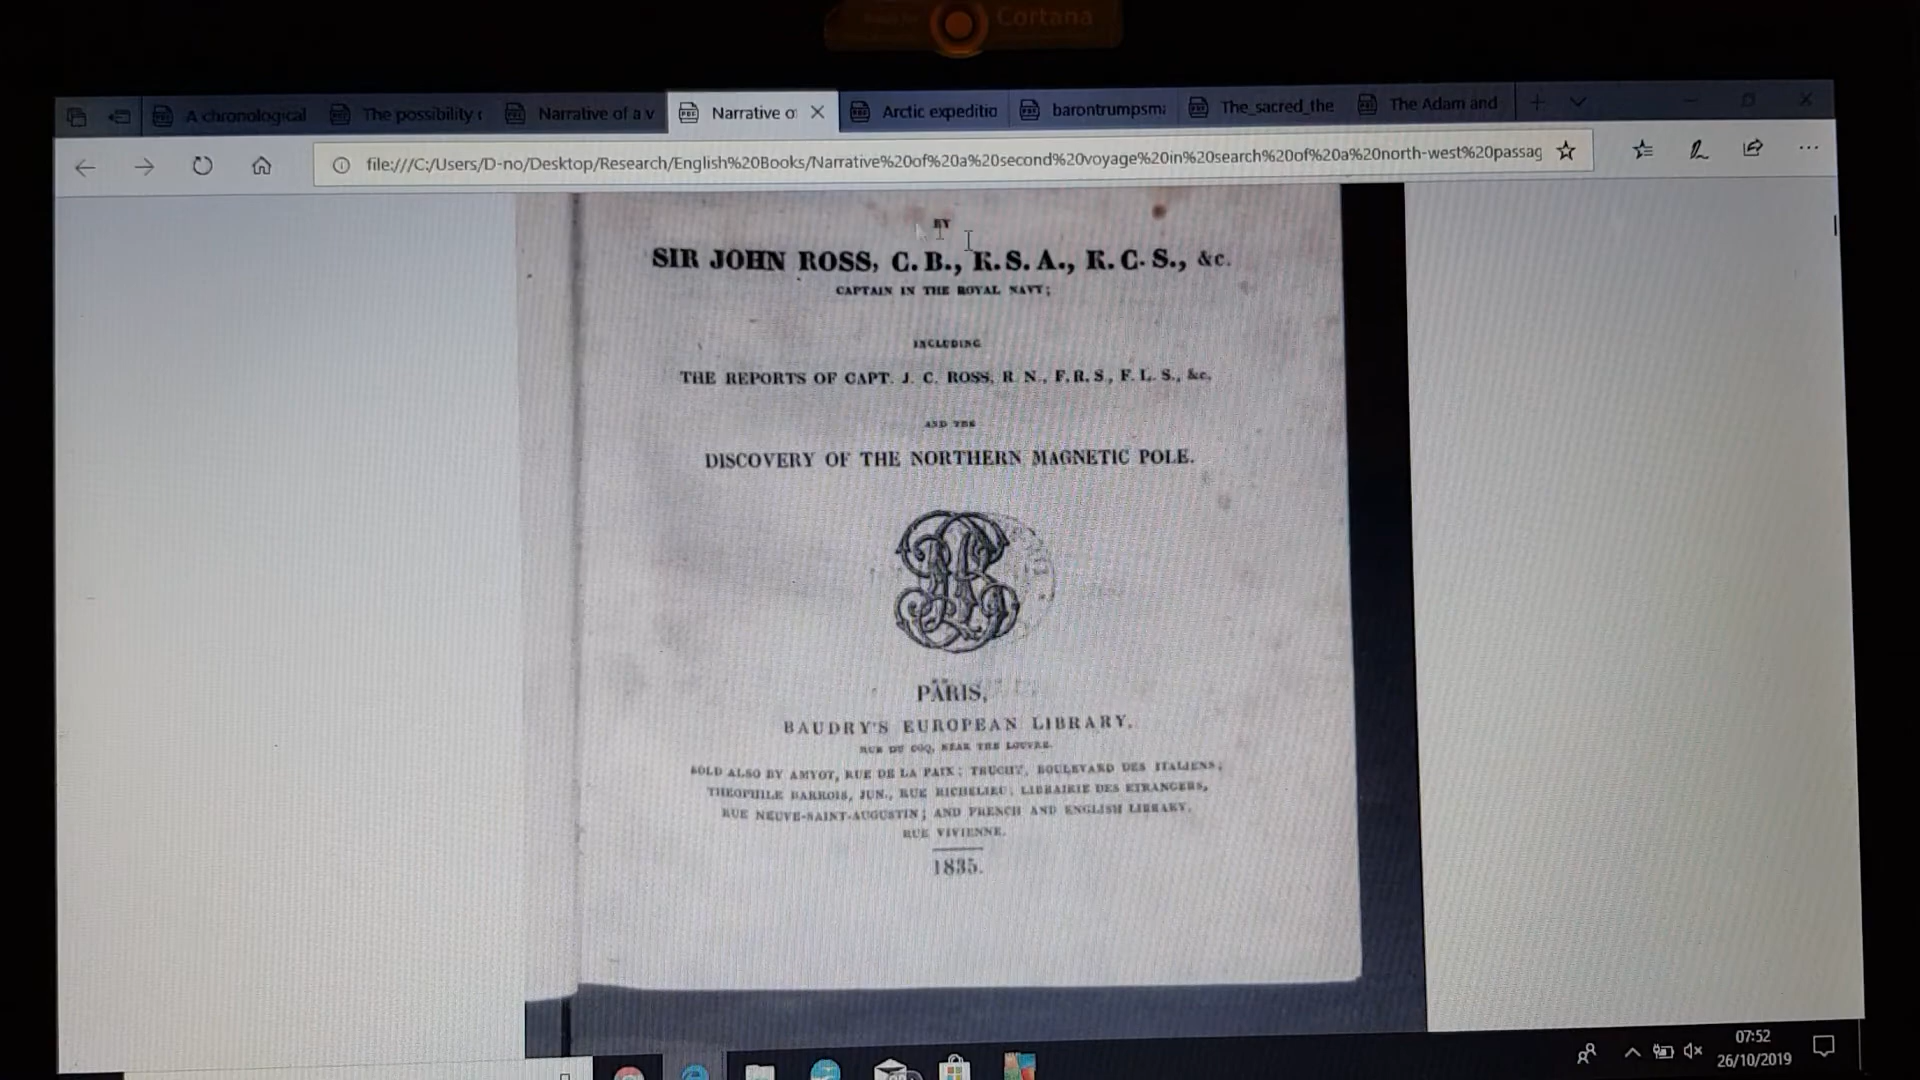 Cortana
A chronological
The possibility
Narrative of a v
Narrative o
Arctic expeditio
barontrumpsm
The_sacred_the
The Adam and
file:///C:/Users/D-no/Desktop/Research/English%20Books/Narrative%20of%20a%20second%20voyage%20in%20search%20of%20a%20north-west%20passag
BY
SIR JOHN ROSS, C. B., K. S. A., K. C. S., &c.
CAPTAIN IN THE ROYAL NAVY;
INCLUDING
THE REPORTS OF CAPT. J. C. ROSS, R. N., F. R. S., F. L. S., &c.
AND THE
DISCOVERY OF THE NORTHERN MAGNETIC POLE.
PARIS,
BAUDRY'S EUROPEAN LIBRARY,
RUE DU COQ, NEAR THE LOUVRE.
SOLD ALSO BY AMYOT, RUE DE LA PAIX; TRUCHY, BOULEVARD DES ITALIENS;
THEOPHILE BARROIS, JUN., RUE RICHELIEU; LIBRAIRIE DES ETRANGERS,
RUE NEUVE-SAINT-AUGUSTIN; AND FRENCH AND ENGLISH LIBRARY,
RUE VIVIENNE.
1835.
07:52
26/10/2019